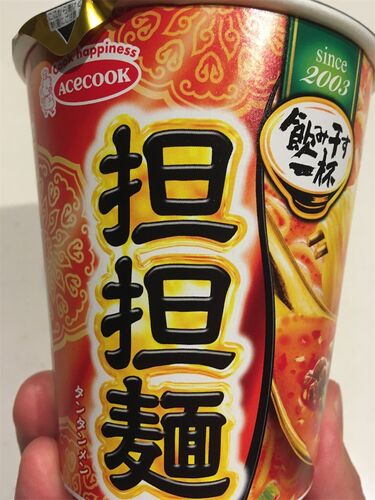 Cook happiness
ACECOOK
since
2003
飲み干す
一杯
担担麺
タンタンメン